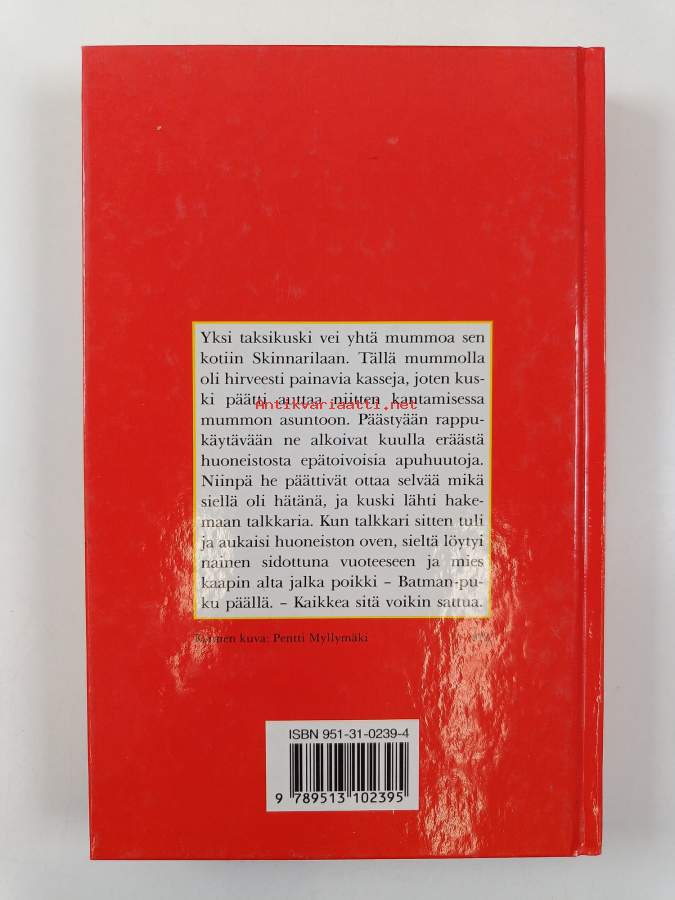 Yksi taksikuski vei yhtä mummoa sen
kotiin Skinnarilaan. Tällä mummolla
oli hirveesti painavia kasseja, joten kus-
ki päätti auttaa niitten kantamisessa
Antikvariaatti.net
mummon asuntoon. Päästyään rappu-
käytävään ne alkoivat kuulla eräästä
huoneistosta epätoivoisia apuhuutoja.
Niinpä he päättivät ottaa selvää mikä
siellä oli hätänä, ja kuski lähti hake-
maan talkkaria. Kun talkkari sitten tuli
ja aukaisi huoneiston oven, sieltä löytyi
nainen sidottuna vuoteeseen ja mies
kaapin alta jalka poikki – Batman-pu-
ku päällä. – Kaikkea sitä voikin sattua.
kuva: Pentti Myllymäki
ISBN 951-31-0239-4
9 789513 102395